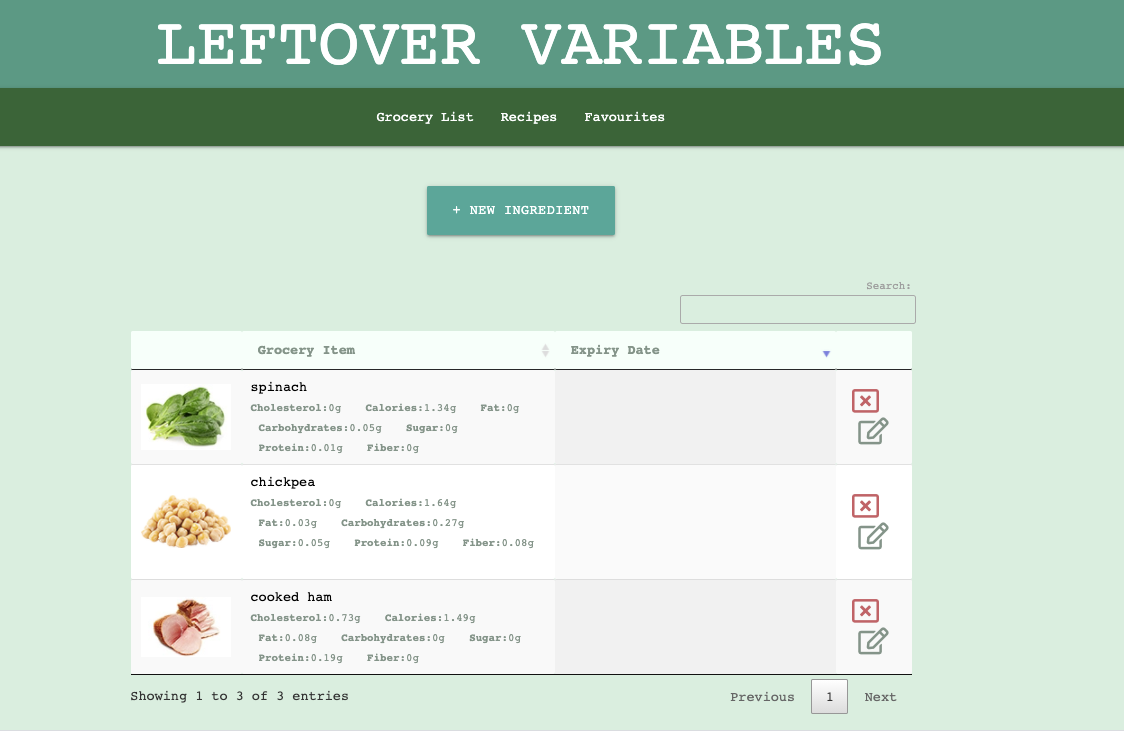 LEFTOVER VARIABLES
Grocery List Recipes Favourites
+ NEW INGREDIENT
Search:
Grocery Item Expiry Date
spinach
Cholesterol:0g Calories:1.34g Fat:0g
Carbohydrates:0.05g Sugar:0g
Protein:0.01g Fiber:0g
chickpea
Cholesterol:0g Calories:1.64g
Fat:0.03g Carbohydrates:0.27g
Sugar:0.05g Protein:0.09g Fiber:0.08g
cooked ham
Cholesterol:0.73g Calories:1.49g
Fat:0.08g Carbohydrates:0g Sugar:0g
Protein:0.19g Fiber:0g
Showing 1 to 3 of 3 entries Previous 1 Next